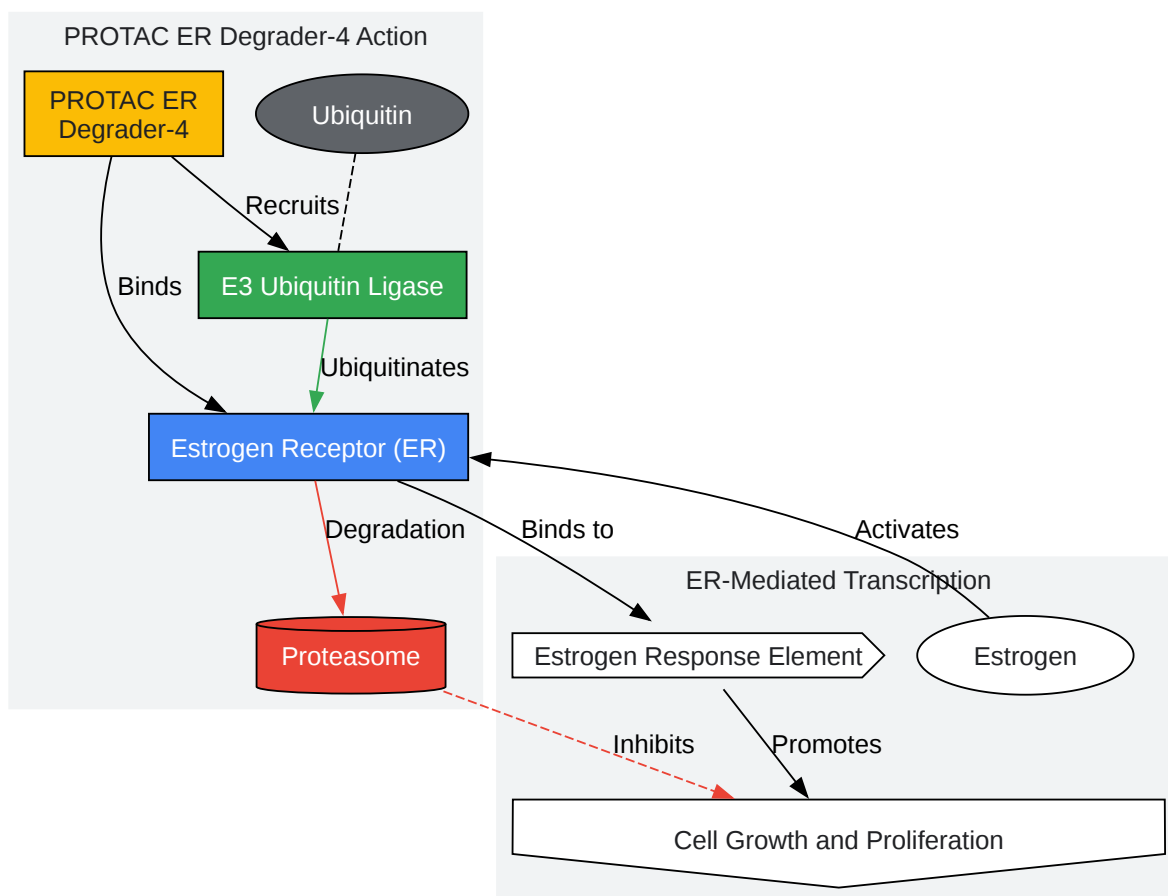 PROTAC ER Degrader-4 Action
PROTAC ER
Degrader-4
Ubiquitin
Recruits
Binds
E3 Ubiquitin Ligase
Ubiquitinates
Estrogen Receptor (ER)
Degradation
Binds to
Activates
ER-Mediated Transcription
Proteasome
Estrogen Response Element
Estrogen
Inhibits
Promotes
Cell Growth and Proliferation